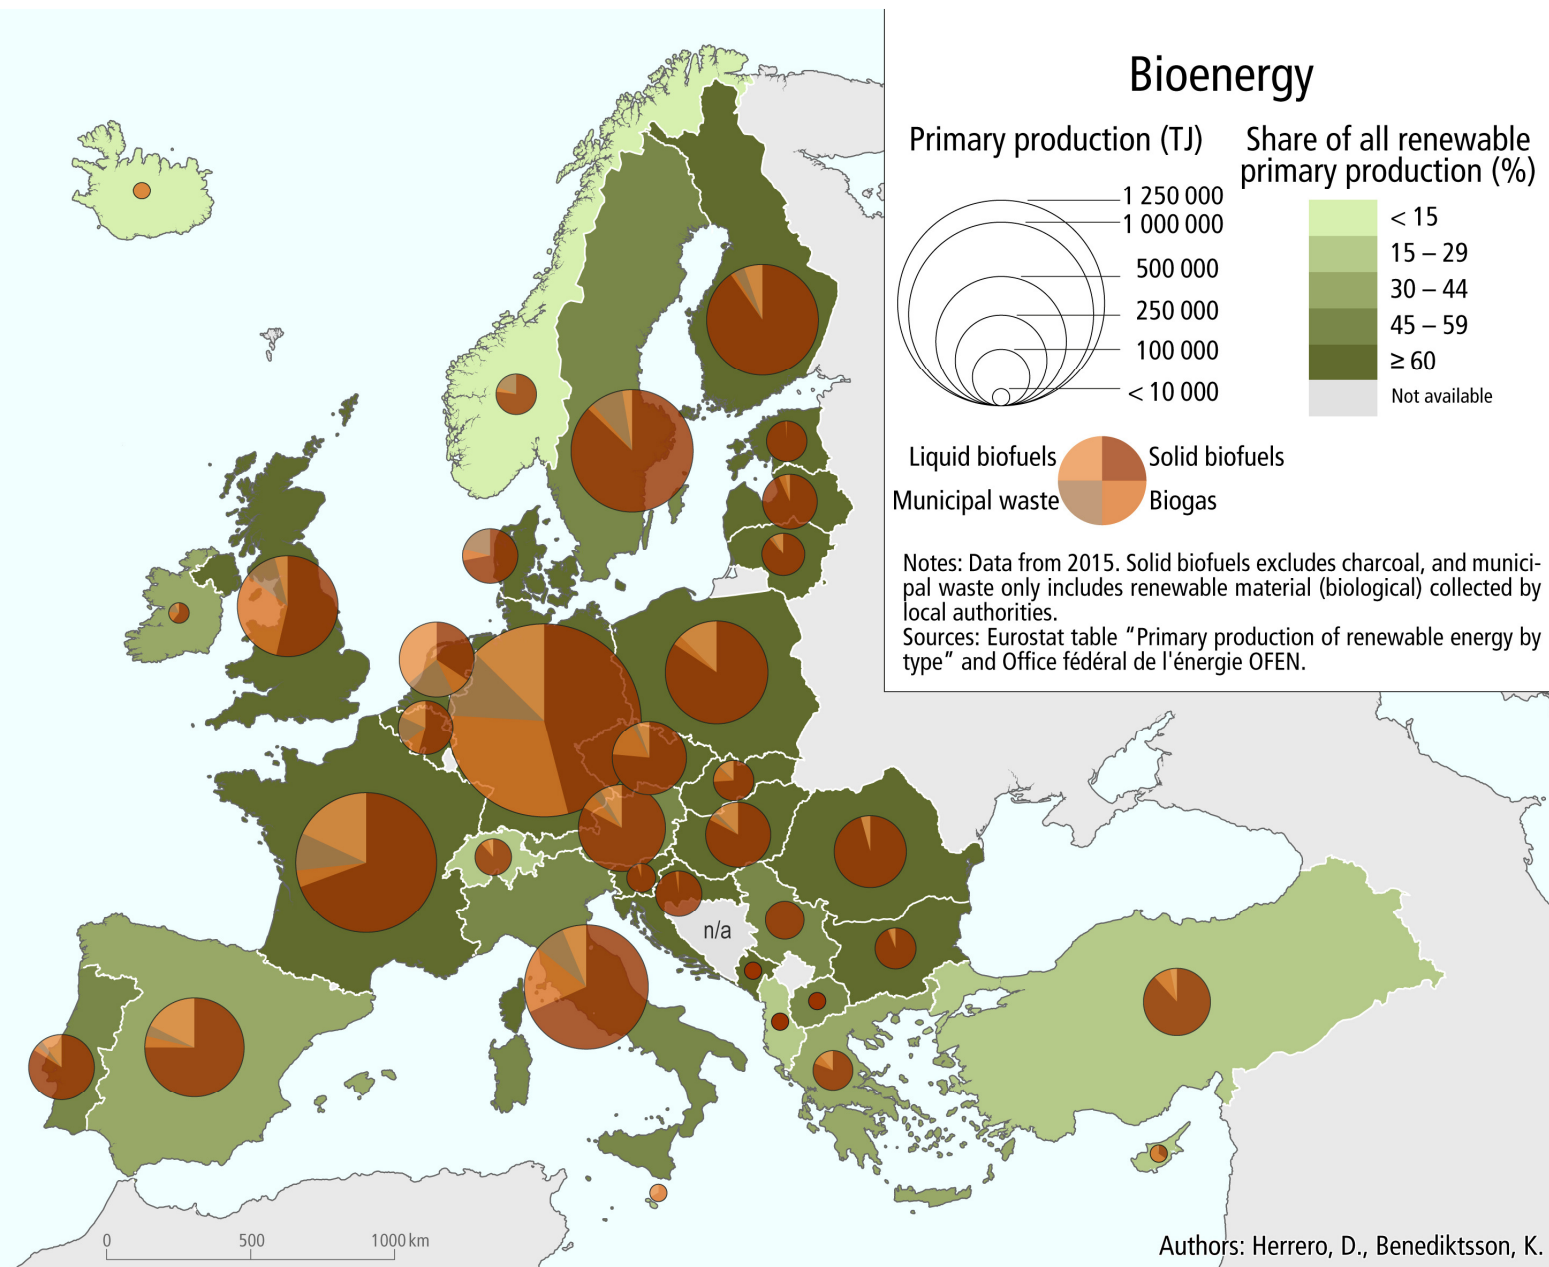 Bioenergy
Primary production (TJ)
1 250 000
1 000 000
500 000
250 000
100 000
< 10 000
Share of all renewable
primary production (%)
< 15
15 – 29
30 – 44
45 – 59
≥ 60
Not available
Liquid biofuels
Solid biofuels
Municipal waste
Biogas
Notes: Data from 2015. Solid biofuels excludes charcoal, and munici-
pal waste only includes renewable material (biological) collected by
local authorities.
Sources: Eurostat table “Primary production of renewable energy by
type” and Office fédéral de l'énergie OFEN.
n/a
0
500
1000 km
Authors: Herrero, D., Benediktsson, K.